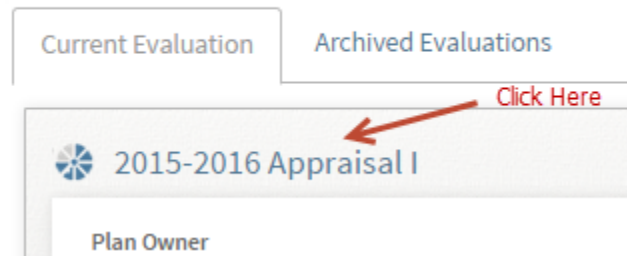 Current Evaluation
Archived Evaluations
Click Here
2015-2016 Appraisal I
Plan Owner